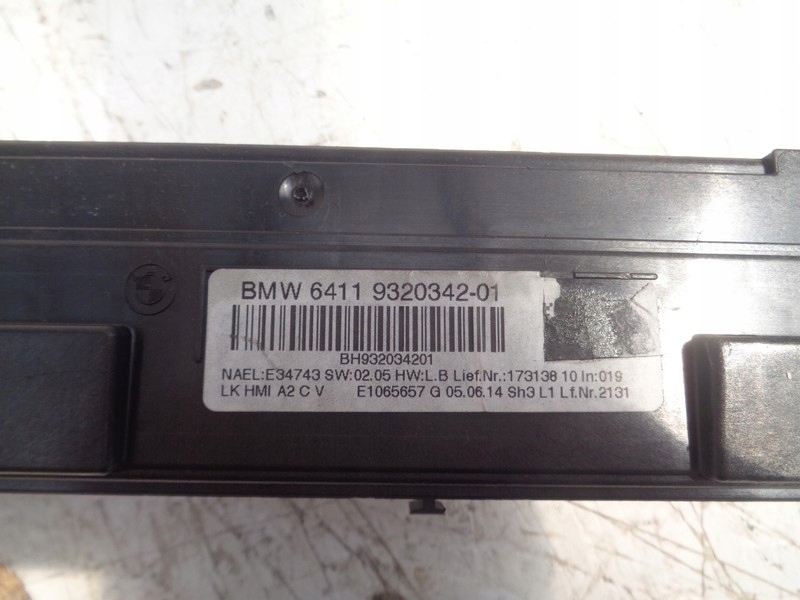 BMW 6411 9320342-01
BH932034201
NAEL:E34743 SW:02.05 HW:L.B Lief.Nr.:173138 10 In:019
LK HMI A2 C V E1065657 G 05.06.14 Sh3 L1 Lf.Nr.2131